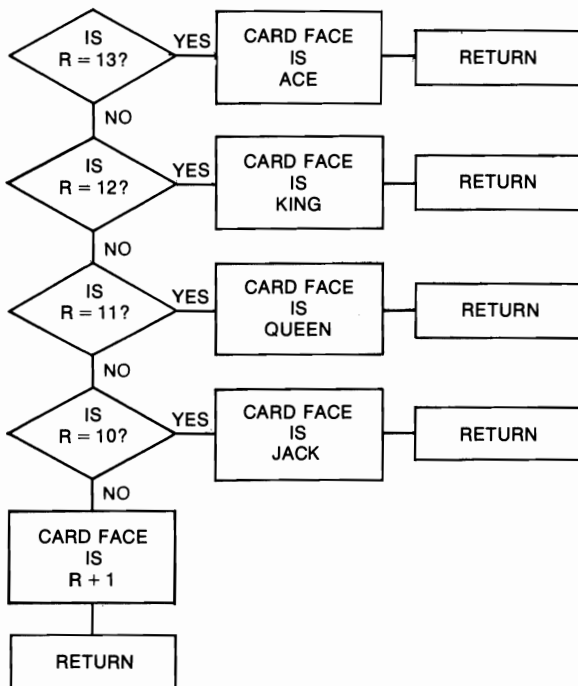 IS
R = 13?
YES
CARD FACE
IS
ACE
RETURN
NO
IS
R = 12?
YES
CARD FACE
IS
KING
RETURN
NO
IS
R = 11?
YES
CARD FACE
IS
QUEEN
RETURN
NO
IS
R = 10?
YES
CARD FACE
IS
JACK
RETURN
NO
CARD FACE
IS
R + 1
RETURN